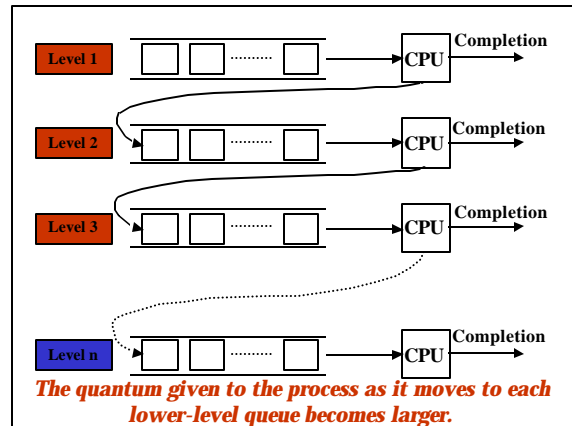 Completion
Level 1
CPU
Level 2
Completion
CPU
Level 3
Completion
CPU
Level n
Completion
CPU
The quantum given to the process as it moves to each
lower-level queue becomes larger.